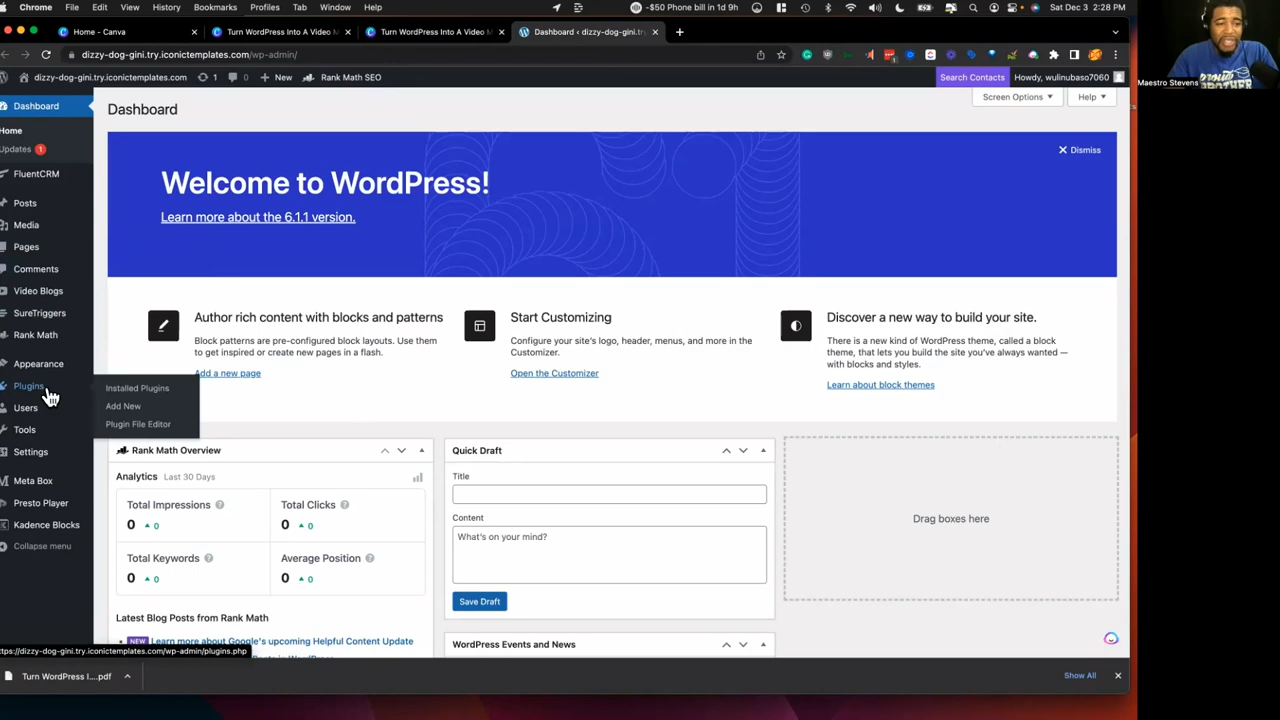 Chrome File Edit View History Bookmarks Profiles Tab Window Help -$50 Phone bill in 1d 9h Sat Dec 3 2:28 PM
Home - Canva × Turn WordPress Into A Video M × Turn WordPress Into A Video M × Dashboard ‹ dizzy-dog-gini.try × +
dizzy-dog-gini.try.iconictemplates.com/wp-admin/
dizzy-dog-gini.try.iconictemplates.com 1 0 + New Rank Math SEO Search Contacts Howdy, wulinubaso7060
Maestro Stevens
Dashboard
Home
Updates 1
FluentCRM
Posts
Media
Pages
Comments
Video Blogs
SureTriggers
Rank Math
Appearance
Plugins
Users
Tools
Settings
Meta Box
Presto Player
Kadence Blocks
Collapse menu
Installed Plugins
Add New
Plugin File Editor
Dashboard
Screen Options ▼ Help ▼
Dismiss
Welcome to WordPress!
Learn more about the 6.1.1 version.
Author rich content with blocks and patterns
Block patterns are pre-configured block layouts. Use them
to get inspired or create new pages in a flash.
Add a new page
Start Customizing
Configure your site's logo, header, menus, and more in the
Customizer.
Open the Customizer
Discover a new way to build your site.
There is a new kind of WordPress theme, called a block
theme, that lets you build the site you've always wanted —
with blocks and styles.
Learn about block themes
Rank Math Overview
Analytics Last 30 Days
Total Impressions
0 0
Total Clicks
0 0
Total Keywords
0 0
Average Position
0 0
Latest Blog Posts from Rank Math
NEW Learn more about Google's upcoming Helpful Content Update
Quick Draft
Title
Content
What's on your mind?
Save Draft
WordPress Events and News
Drag boxes here
ttps://dizzy-dog-gini.try.iconictemplates.com/wp-admin/plugins.php
Turn WordPress I....pdf
Show All